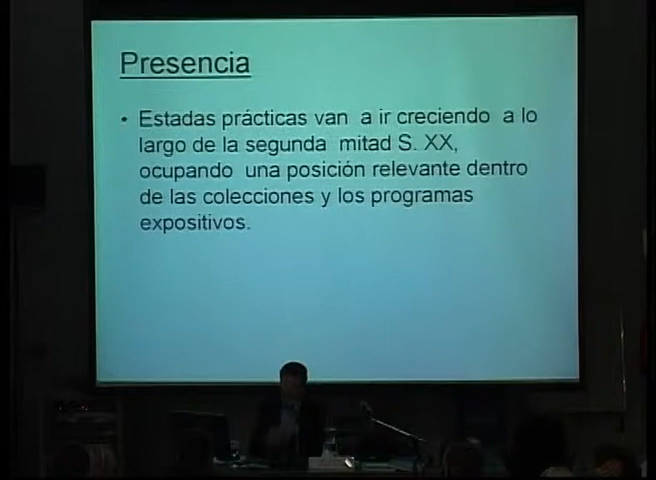 Presencia
• Estadas prácticas van a ir creciendo a lo
largo de la segunda mitad S. XX,
ocupando una posición relevante dentro
de las colecciones y los programas
expositivos.